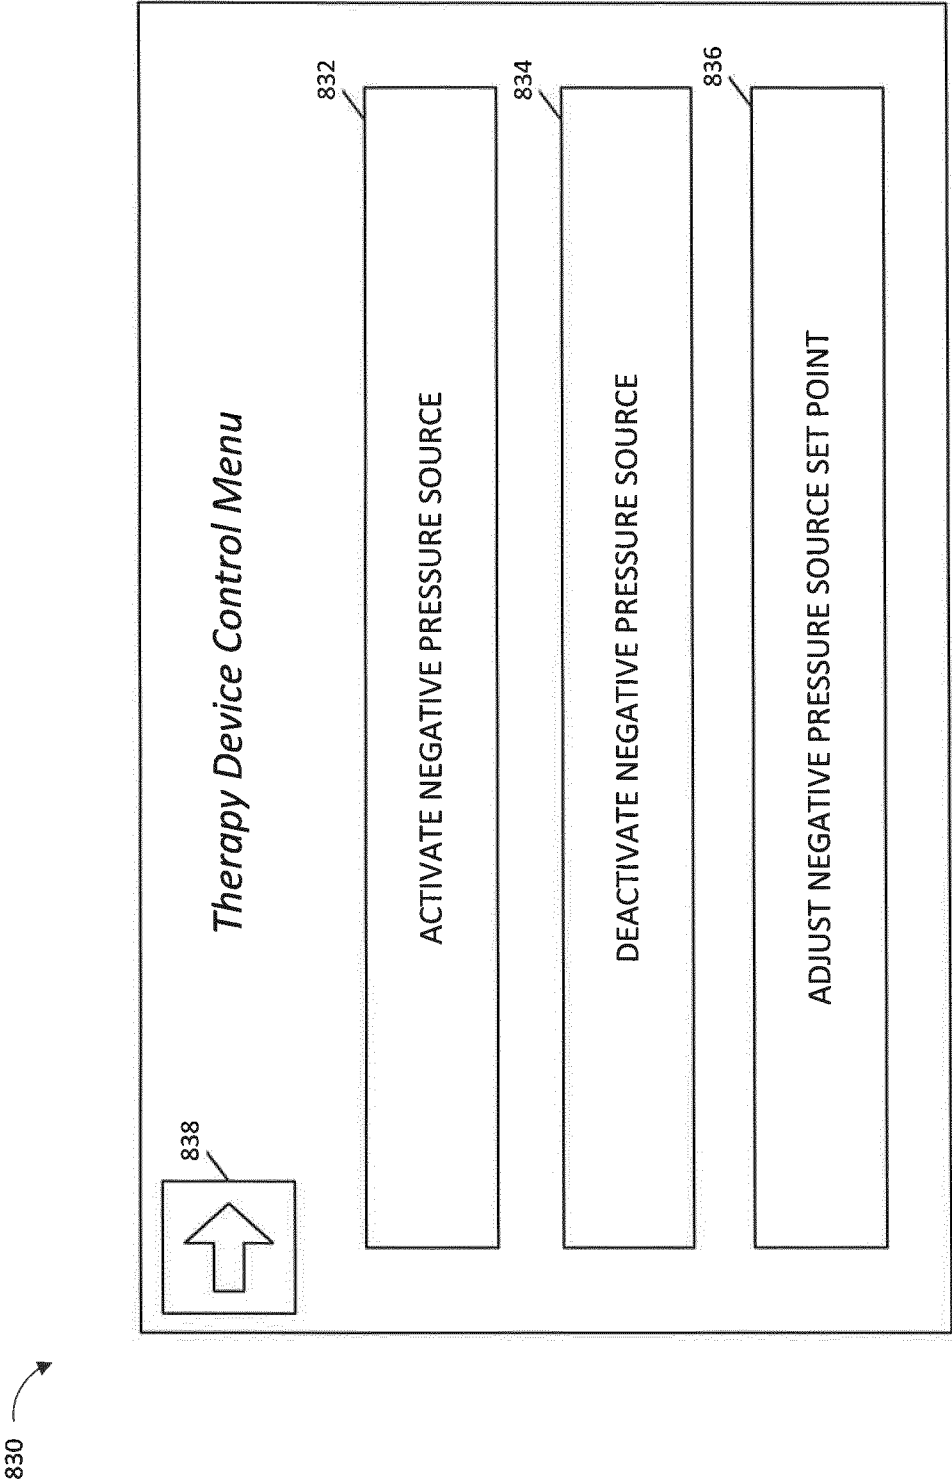 830
838
Therapy Device Control Menu
832
ACTIVATE NEGATIVE PRESSURE SOURCE
834
DEACTIVATE NEGATIVE PRESSURE SOURCE
836
ADJUST NEGATIVE PRESSURE SOURCE SET POINT